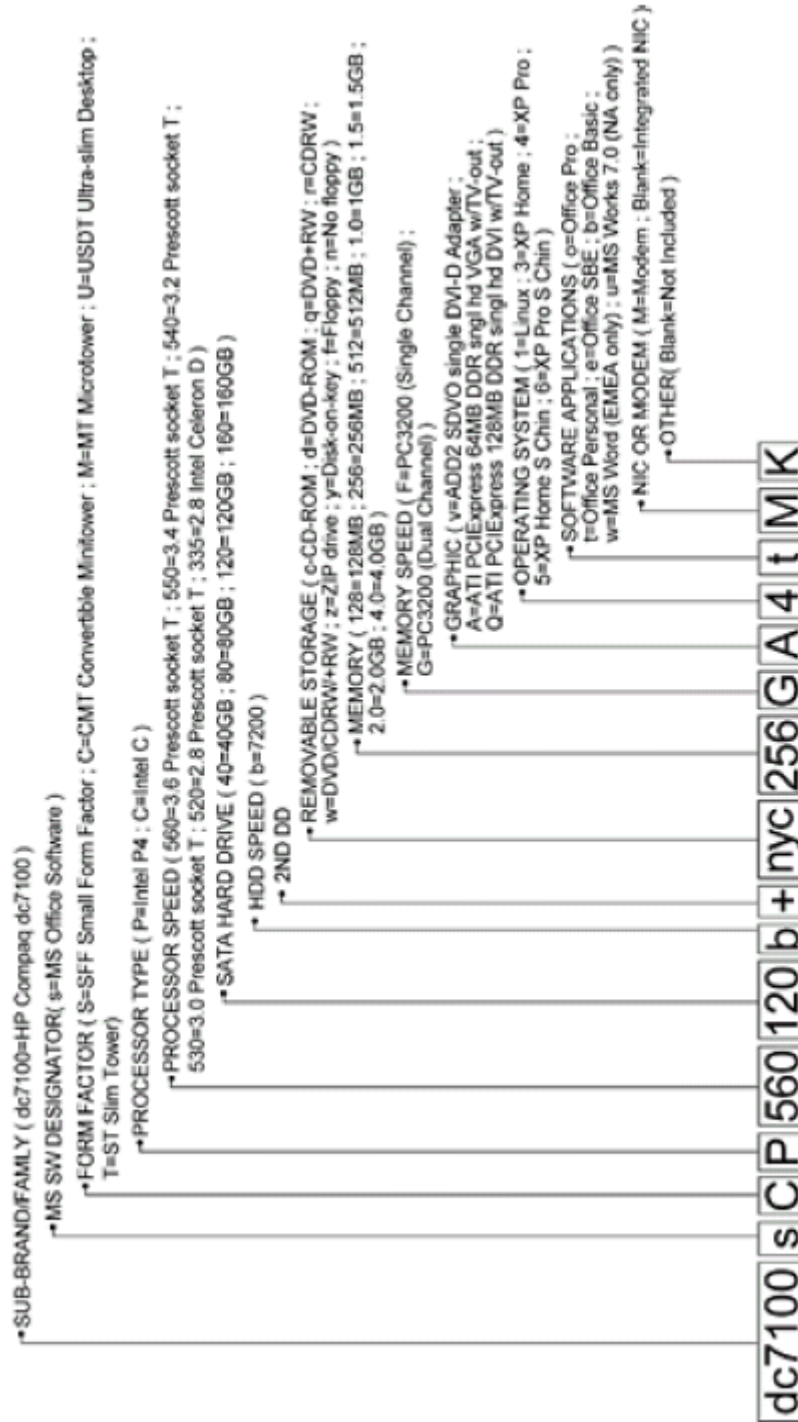 SUB-BRAND/FAMLY ( dc7100=HP Compaq dc7100 )
MS SW DESIGNATOR( s=MS Office Software )
FORM FACTOR ( S=SFF Small Form Factor ; C=CMT Convertible Minitower ; M=MT Microtower ; U=USDT Ultra-slim Desktop ;
T=ST Slim Tower)
PROCESSOR TYPE ( P=Intel P4 ; C=Intel C )
PROCESSOR SPEED ( 560=3.6 Prescott socket T ; 550=3.4 Prescott socket T ; 540=3.2 Prescott socket T ;
530=3.0 Prescott socket T ; 520=2.8 Prescott socket T ; 335=2.8 Intel Celeron D )
SATA HARD DRIVE ( 40=40GB ; 80=80GB ; 120=120GB ; 160=160GB )
HDD SPEED ( b=7200 )
2ND DD
REMOVABLE STORAGE ( c-CD-ROM ; d=DVD-ROM ; q=DVD+RW ; r=CDRW ;
w=DVD/CDRW/+RW ; z=ZIP drive ; y=Disk-on-key ; f=Floppy ; n=No floppy )
MEMORY ( 128=128MB ; 256=256MB ; 512=512MB ; 1.0=1GB ; 1.5=1.5GB ;
2.0=2.0GB ; 4.0=4.0GB )
MEMORY SPEED ( F=PC3200 (Single Channel) ;
G=PC3200 (Dual Channel) )
GRAPHIC ( v=ADD2 SDVO single DVI-D Adapter ;
A=ATI PCIExpress 64MB DDR sngl hd VGA w/TV-out ;
Q=ATI PCIExpress 128MB DDR sngl hd DVI w/TV-out )
OPERATING SYSTEM ( 1=Linux ; 3=XP Home ; 4=XP Pro ;
5=XP Home S Chin ; 6=XP Pro S Chin )
SOFTWARE APPLICATIONS ( o=Office Pro ;
t=Office Personal ; e=Office SBE ; b=Office Basic ;
w=MS Word (EMEA only) ; u=MS Works 7.0 (NA only) )
NIC OR MODEM ( M=Modem ; Blank=Integrated NIC )
OTHER( Blank=Not Included )
dc7100 s C P 560 120 b + nyc 256 G A 4 t M K